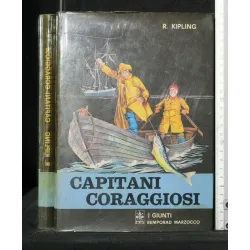 R. KIPLING
CAPITANI
CORAGGIOSI
I GIUNTI
BEMPORAD MARZOCCO
R. KIPLING - CAPITANI CORAGGIOSI